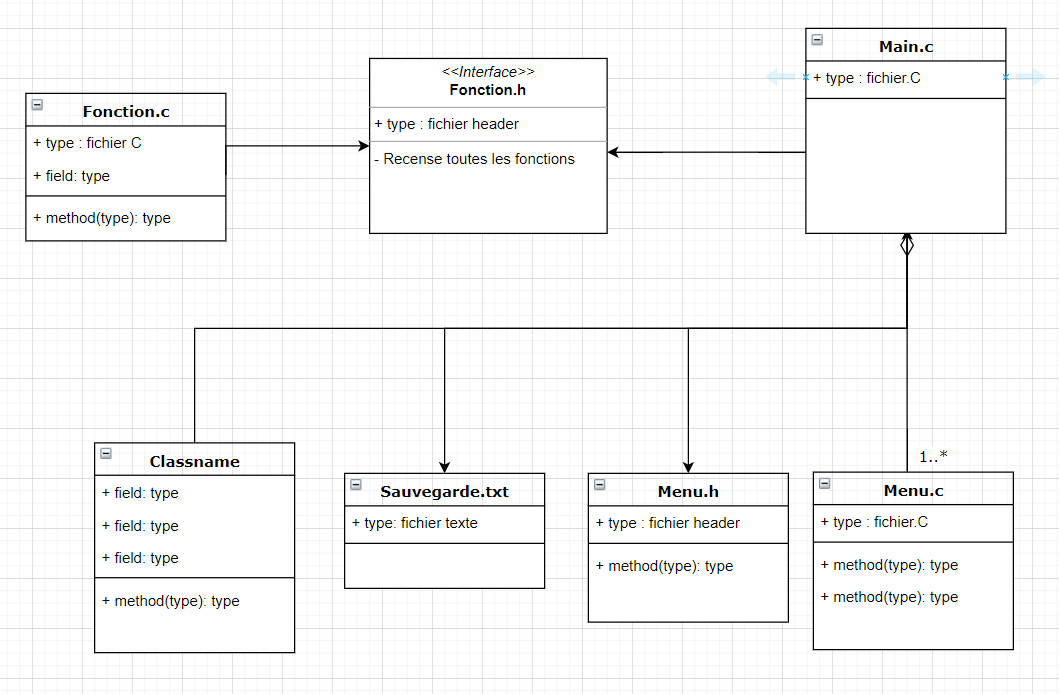 Main.c
+ type : fichier.C
<<Interface>>
Fonction.h
+ type : fichier header
- Recense toutes les fonctions
Fonction.c
+ type : fichier C
+ field: type
+ method(type): type
1..*
Classname
+ field: type
+ field: type
+ field: type
+ method(type): type
Sauvegarde.txt
+ type: fichier texte
Menu.h
+ type : fichier header
+ method(type): type
Menu.c
+ type : fichier.C
+ method(type): type
+ method(type): type